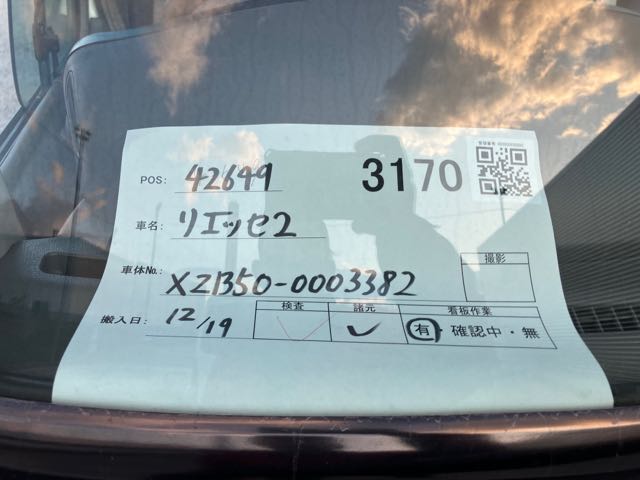 POS: 42649
3170
車名: リエッセ2
車体No.: XZB50-0003382
撮影
搬入日: 12/19
検査 諸元 看板作業
✓ 有・確認中・無